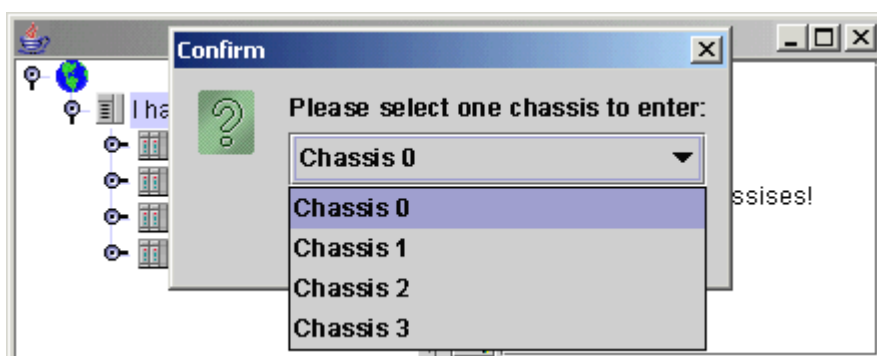 Confirm
I ha
Please select one chassis to enter:
Chassis 0
Chassis 0
Chassis 1
Chassis 2
Chassis 3
ssises!